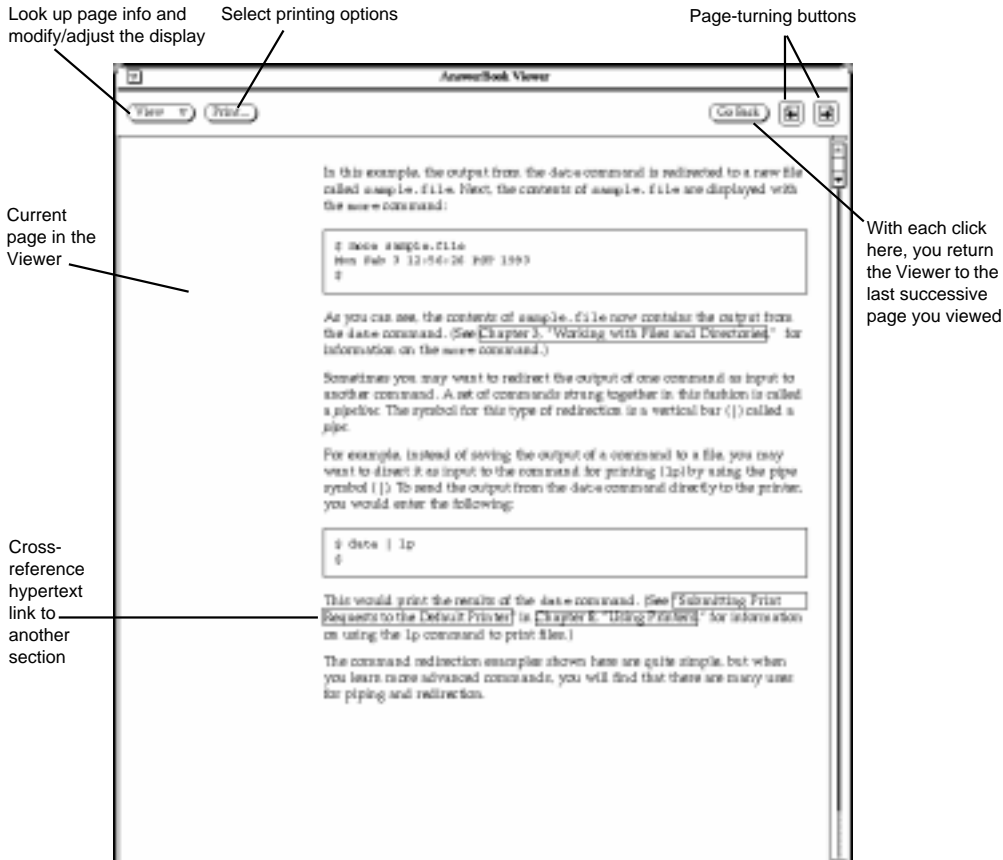 Look up page info and
modify/adjust the display
Select printing options
Page-turning buttons
AnswerBook Viewer
View
Print...
Go Back
In this example, the output from the date command is redirected to a new file
called sample.file. Next, the contents of sample.file are displayed with
the more command:
$ more sample.file
Mon Feb 12:56:26 PST 1993
$
As you can see, the contents of sample.file now contains the output from
the date command. (See Chapter 3, "Working with Files and Directories," for
information on the more command.)
Sometimes you may want to redirect the output of one command as input to
another command. A set of commands strung together in this fashion is called
a pipeline. The symbol for this type of redirection is a vertical bar (|) called a
pipe.
For example, instead of saving the output of a command to a file, you may
want to direct it as input to the command for printing (lp) by using the pipe
symbol (|). To send the output from the date command directly to the printer,
you would enter the following:
$ date | lp
$
This would print the results of the date command. (See "Submitting Print
Requests to the Default Printer" in Chapter "Using Printers," for information
on using the lp command to print files.)
The command redirection examples shown here are quite simple, but when
you learn more advanced commands, you will find that there are many uses
for piping and redirection.
Current
page in the
Viewer
With each click
here, you return
the Viewer to the
last successive
page you viewed
Cross-
reference
hypertext
link to
another
section